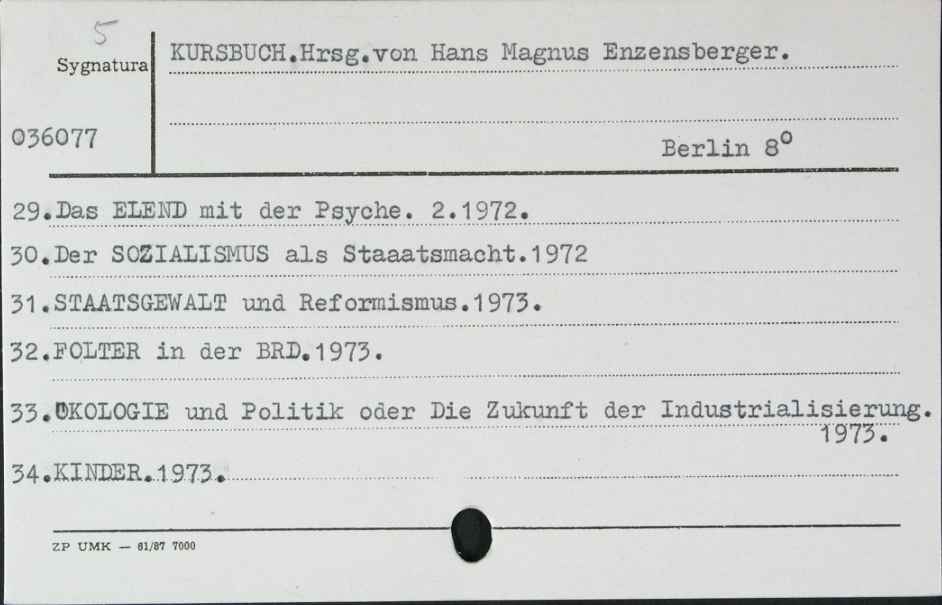 5
Sygnatura
KURSBUCH.Hrsg.von Hans Magnus Enzensberger.
036077
Berlin 8°
29.Das ELEND mit der Psyche. 2.1972.
30.Der SOZIALISMUS als Staaatsmacht.1972
31.STAATSGEWALT und Reformismus.1973.
32.FOLTER in der BRD.1973.
33.ÖKOLOGIE und Politik oder Die Zukunft der Industrialisierung.
1973.
34.KINDER.1973.
ZP UMK — 61/87 7000